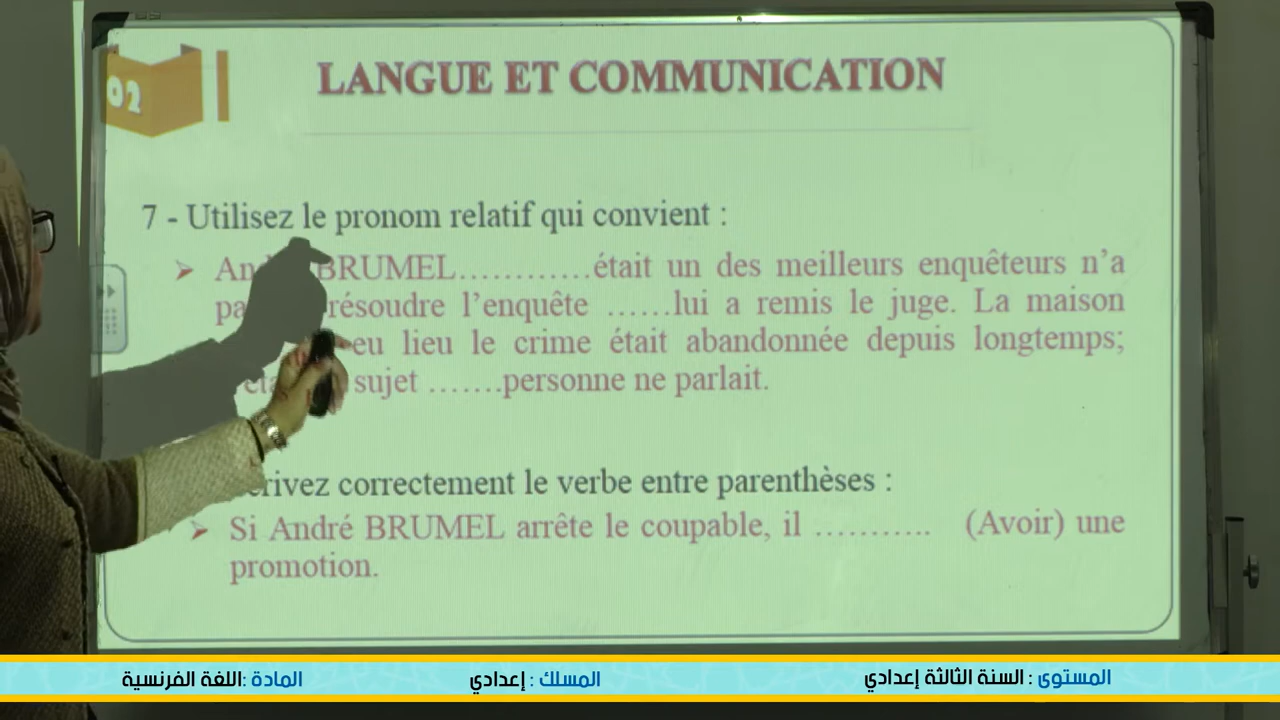 02
LANGUE ET COMMUNICATION
7 - Utilisez le pronom relatif qui convient :
➤ BRUMEL............était un des meilleurs enquêteurs n’a
résoudre l’enquête ......lui a remis le juge. La maison
eu lieu le crime était abandonnée depuis longtemps;
sujet .......personne ne parlait.
correctement le verbe entre parenthèses :
➤ Si André BRUMEL arrête le coupable, il ........... (Avoir) une
promotion.
المستوى : السنة الثالثة إعدادي المسلك : إعدادي المادة :اللغة الفرنسية